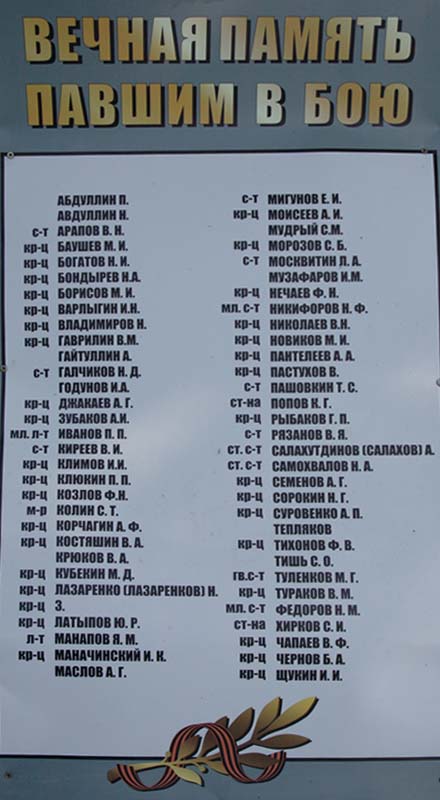 ВЕЧНАЯ ПАМЯТЬ
ПАВШИМ В БОЮ
АБДУЛЛИН П.
АВДУЛЛИН Н.
с-т АРАПОВ В. Н.
кр-ц БАУШЕВ М. И.
кр-ц БОГАТОВ Н. И.
кр-ц БОНДЫРЕВ Н.А.
кр-ц БОРИСОВ М. И.
кр-ц ВАРЛЫГИН И.Н.
кр-ц ВЛАДИМИРОВ Н.
кр-ц ГАВРИЛИН В.М.
ГАЙТУЛЛИН А.
с-т ГАЛЧИКОВ Н. Д.
ГОДУНОВ И.А.
кр-ц ДЖАКАЕВ А. Г.
кр-ц ЗУБАКОВ А.И.
мл. л-т ИВАНОВ П. П.
с-т КИРЕЕВ В. И.
кр-ц КЛИМОВ И.И.
кр-ц КЛЮКИН П. П.
кр-ц КОЗЛОВ Ф.Н.
м-р КОЛИН С. Т.
кр-ц КОРЧАГИН А. Ф.
кр-ц КОСТЯШИН В. А.
КРЮКОВ В. А.
кр-ц КУБЕКИН М. Д.
кр-ц ЛАЗАРЕНКО (ЛАЗАРЕНКОВ) Н.
кр-ц З.
кр-ц ЛАТЫПОВ Ю. Р.
л-т МАНАПОВ Я. М.
кр-ц МАНАЧИНСКИЙ И. К.
МАСЛОВ А. Г.
с-т МИГУНОВ Е. И.
кр-ц МОИСЕЕВ А. И.
МУДРЫЙ С.М.
кр-ц МОРОЗОВ С. Б.
с-т МОСКВИТИН Л. А.
МУЗАФАРОВ И.М.
кр-ц НЕЧАЕВ Ф. Н.
мл. с-т НИКИФОРОВ Н. Ф.
кр-ц НИКОЛАЕВ В.Н.
кр-ц НОВИКОВ М. И.
кр-ц ПАНТЕЛЕЕВ А. А.
кр-ц ПАСТУХОВ В.
с-т ПАШОВКИН Т. С.
ст-на ПОПОВ К. Г.
кр-ц РЫБАКОВ Г. П.
с-т РЯЗАНОВ В. Я.
ст. с-т САЛАХУТДИНОВ (САЛАХОВ) А.
ст. с-т САМОХВАЛОВ Н. А.
кр-ц СЕМЕНОВ А. Г.
кр-ц СОРОКИН Н. Г.
кр-ц СУРОВЕНКО А. П.
ТЕПЛЯКОВ
кр-ц ТИХОНОВ Ф. В.
ТИШЬ С. О.
гв.с-т ТУЛЕНКОВ М. Г.
кр-ц ТУРАКОВ В. М.
мл. с-т ФЕДОРОВ Н. М.
ст-на ХИРКОВ С. И.
кр-ц ЧАПАЕВ В. Ф.
кр-ц ЧЕРНОВ Б. А.
кр-ц ЩУКИН И. И.